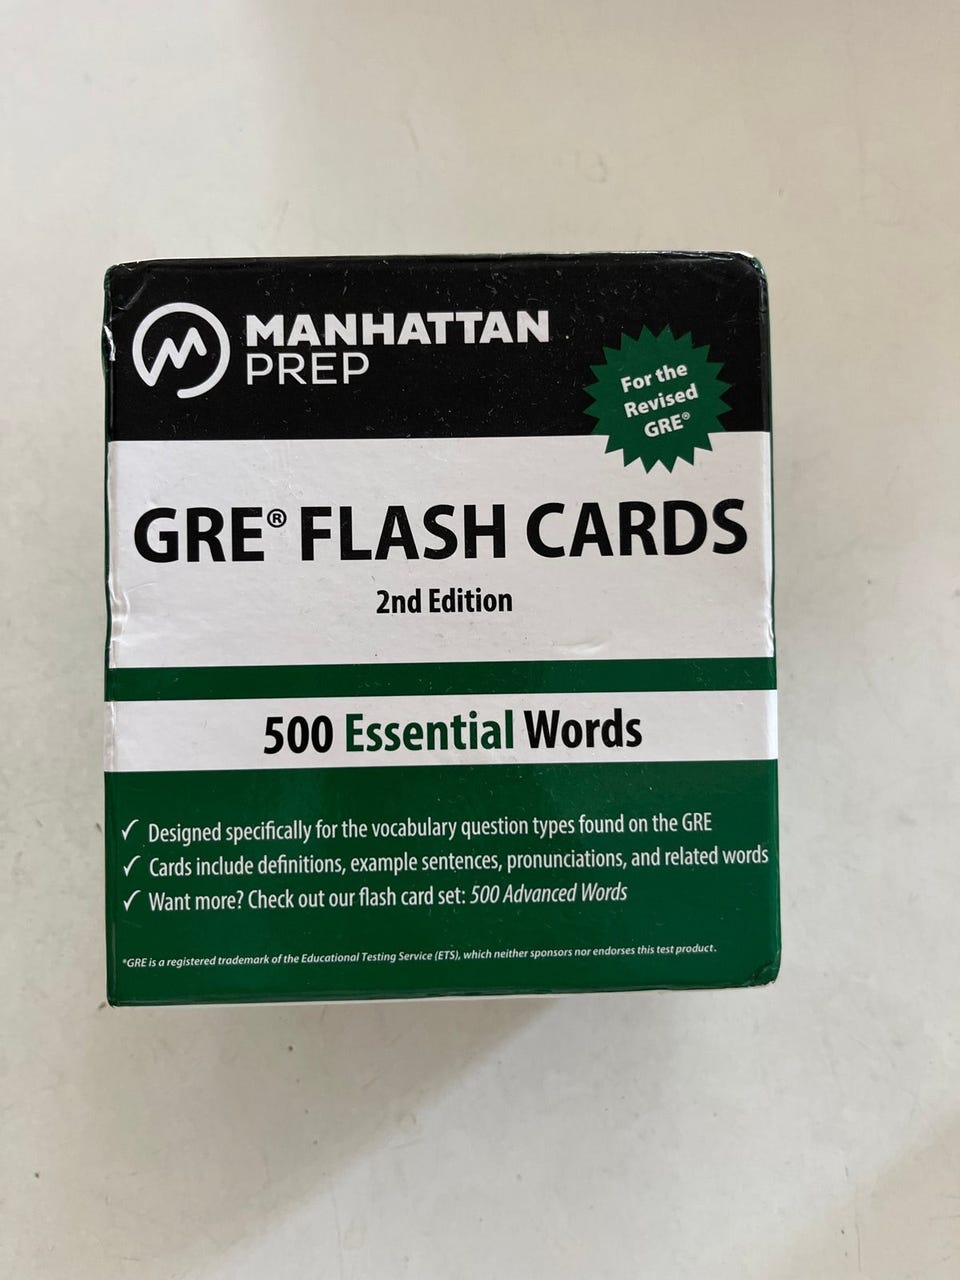 MANHATTAN
PREP
For the
Revised
GRE®
GRE® FLASH CARDS
2nd Edition
500 Essential Words
✓ Designed specifically for the vocabulary question types found on the GRE
✓ Cards include definitions, example sentences, pronunciations, and related words
✓ Want more? Check out our flash card set: 500 Advanced Words
*GRE is a registered trademark of the Educational Testing Service (ETS), which neither sponsors nor endorses this test product.